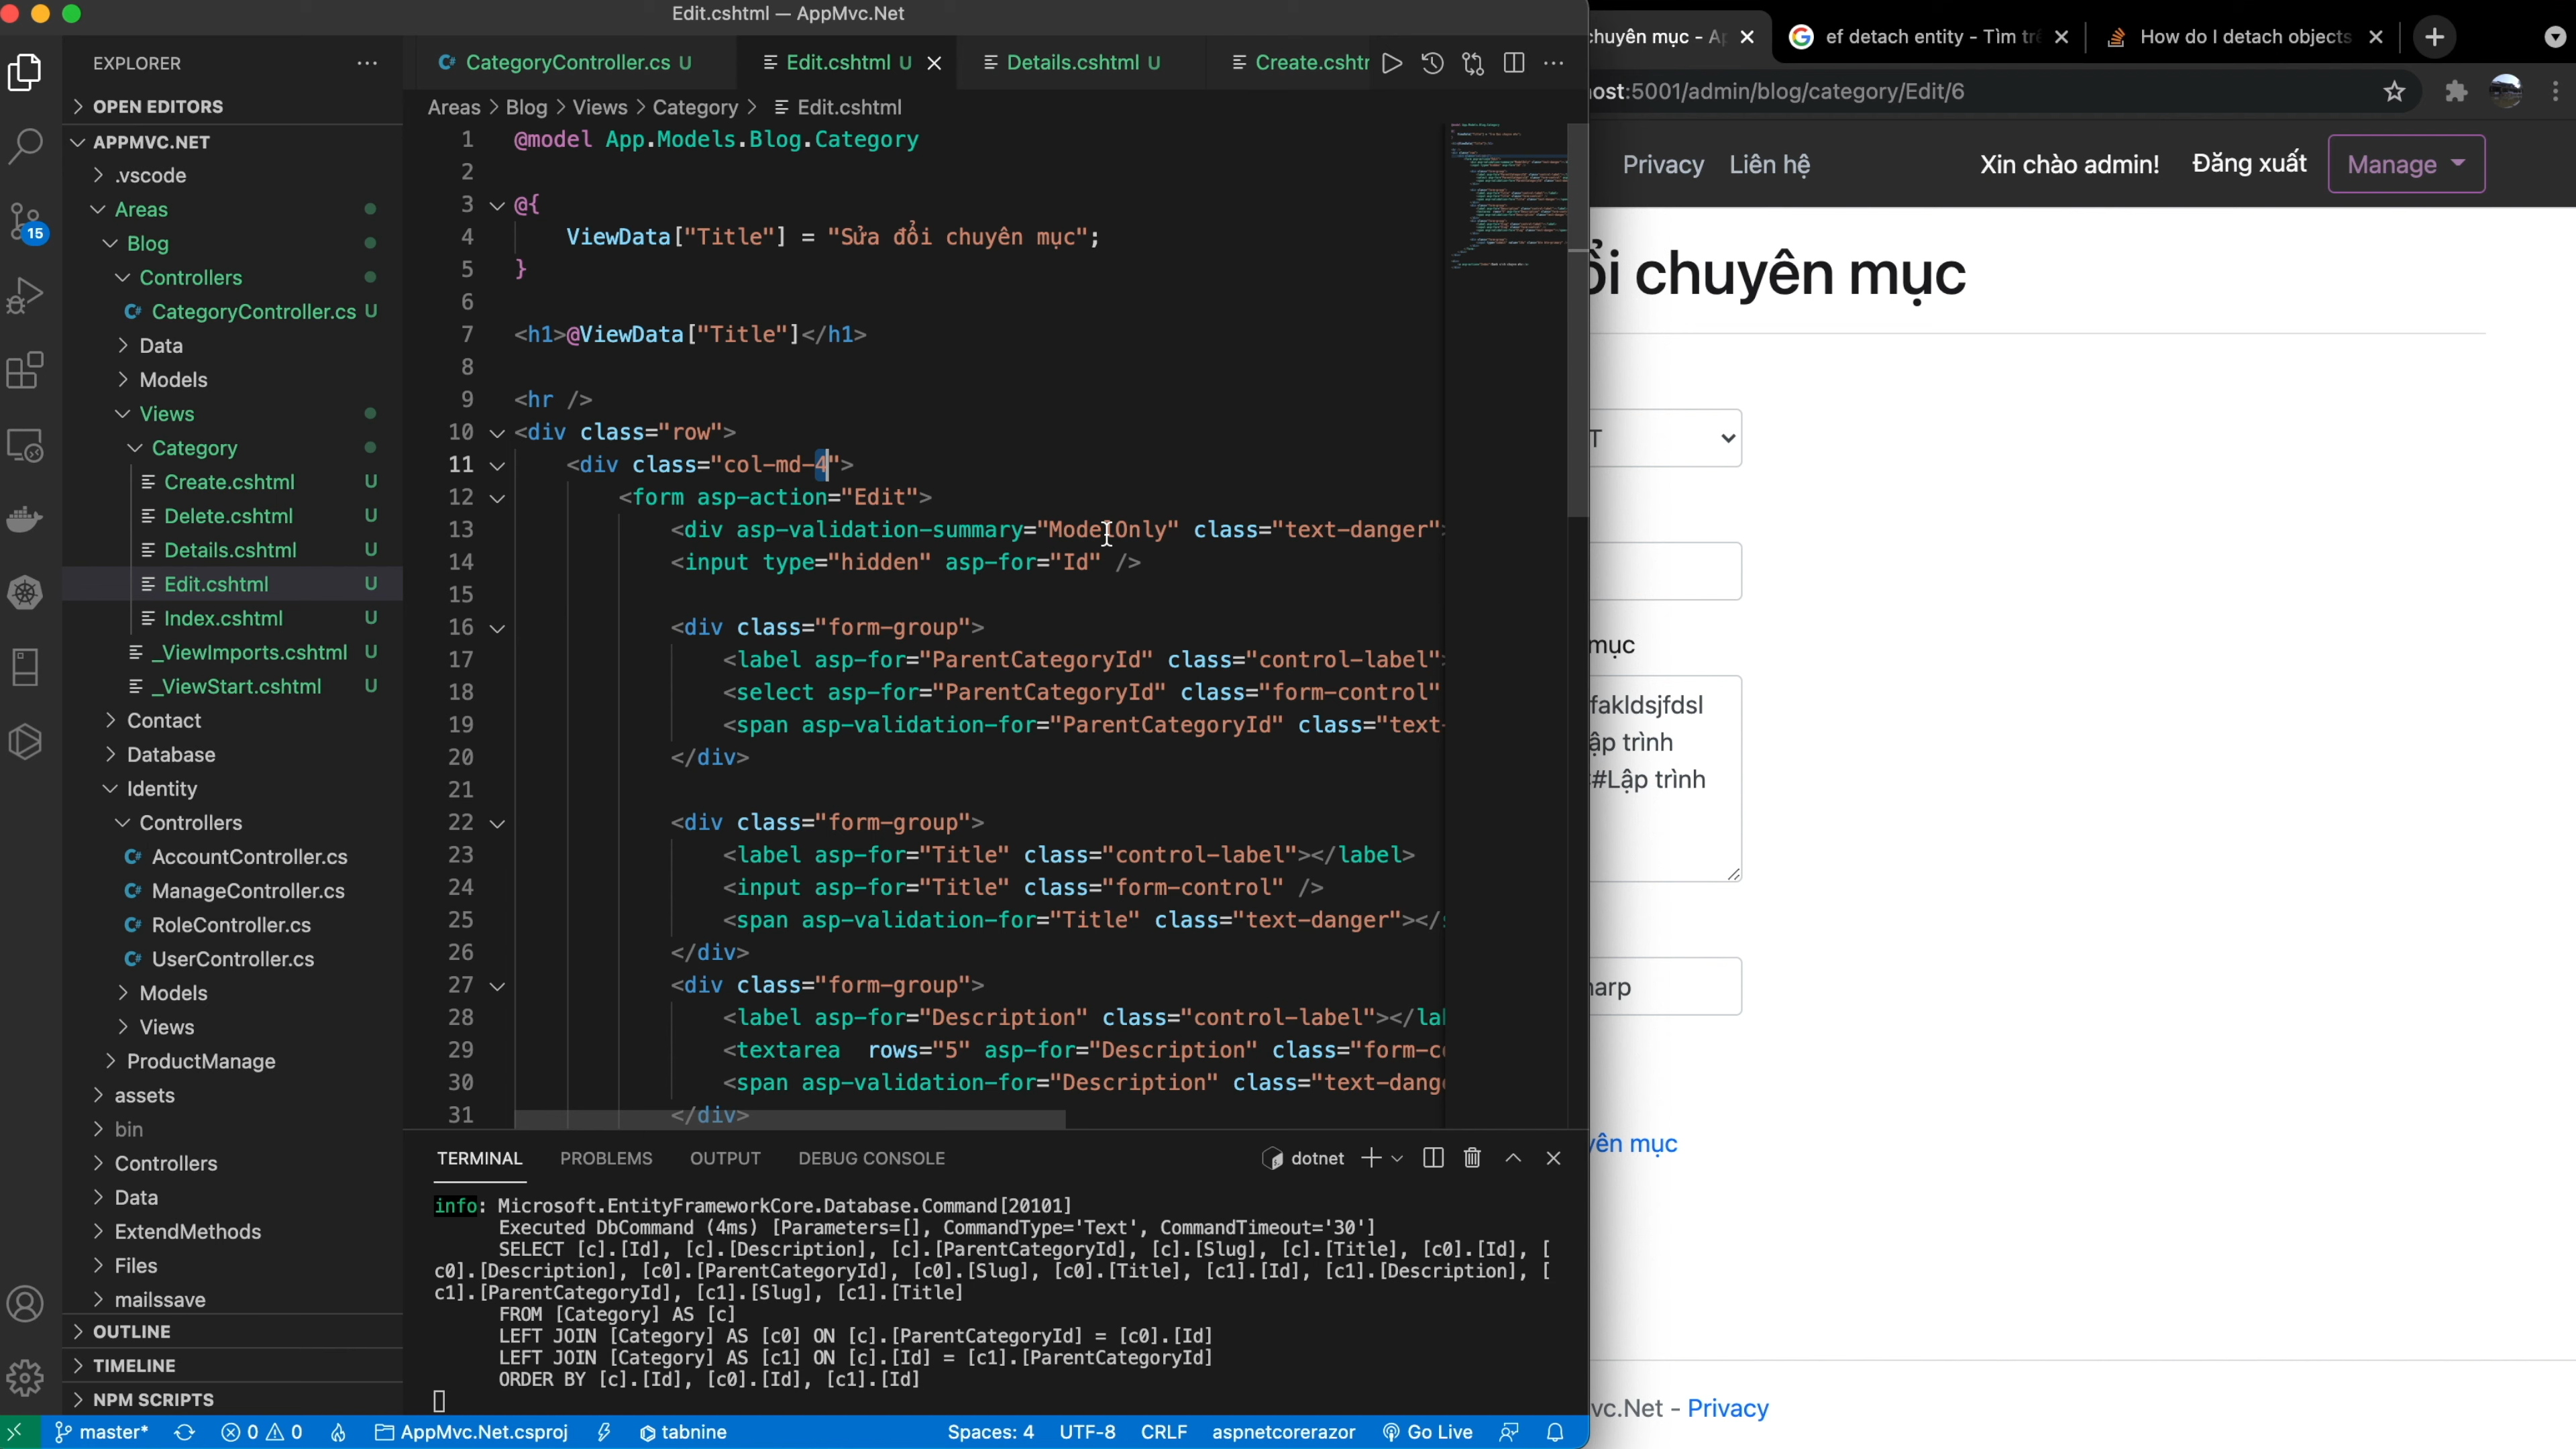 Edit.cshtml — AppMvc.Net
EXPLORER
OPEN EDITORS
APPMVC.NET
.vscode
Areas
Blog
Controllers
CategoryController.cs U
Data
Models
Views
Category
Create.cshtml U
Delete.cshtml U
Details.cshtml U
Edit.cshtml U
Index.cshtml U
_ViewImports.cshtml U
_ViewStart.cshtml U
Contact
Database
Identity
Controllers
AccountController.cs
ManageController.cs
RoleController.cs
UserController.cs
Models
Views
ProductManage
assets
bin
Controllers
Data
ExtendMethods
Files
mailssave
OUTLINE
TIMELINE
NPM SCRIPTS
15
CategoryController.cs U
Edit.cshtml U
Details.cshtml U
Create.cshtm
Areas > Blog > Views > Category > Edit.cshtml
1 @model App.Models.Blog.Category
2
3 @{
4 ViewData["Title"] = "Sửa đổi chuyên mục";
5 }
6
7 <h1>@ViewData["Title"]</h1>
8
9 <hr />
10 <div class="row">
11 <div class="col-md-4">
12 <form asp-action="Edit">
13 <div asp-validation-summary="ModelOnly" class="text-danger">
14 <input type="hidden" asp-for="Id" />
15
16 <div class="form-group">
17 <label asp-for="ParentCategoryId" class="control-label">
18 <select asp-for="ParentCategoryId" class="form-control"
19 <span asp-validation-for="ParentCategoryId" class="text-
20 </div>
21
22 <div class="form-group">
23 <label asp-for="Title" class="control-label"></label>
24 <input asp-for="Title" class="form-control" />
25 <span asp-validation-for="Title" class="text-danger"></s
26 </div>
27 <div class="form-group">
28 <label asp-for="Description" class="control-label"></lab
29 <textarea  rows="5" asp-for="Description" class="form-co
30 <span asp-validation-for="Description" class="text-dange
31 </div>
TERMINAL PROBLEMS OUTPUT DEBUG CONSOLE
dotnet
info: Microsoft.EntityFrameworkCore.Database.Command[20101]
Executed DbCommand (4ms) [Parameters=[], CommandType='Text', CommandTimeout='30']
SELECT [c].[Id], [c].[Description], [c].[ParentCategoryId], [c].[Slug], [c].[Title], [c0].[Id], [
c0].[Description], [c0].[ParentCategoryId], [c0].[Slug], [c0].[Title], [c1].[Id], [c1].[Description], [
c1].[ParentCategoryId], [c1].[Slug], [c1].[Title]
FROM [Category] AS [c]
LEFT JOIN [Category] AS [c0] ON [c].[ParentCategoryId] = [c0].[Id]
LEFT JOIN [Category] AS [c1] ON [c].[Id] = [c1].[ParentCategoryId]
ORDER BY [c].[Id], [c0].[Id], [c1].[Id]
master* 0 0 AppMvc.Net.csproj tabnine Spaces: 4 UTF-8 CRLF aspnetcorerazor Go Live
chuyên mục - Ap
ef detach entity - Tìm trê
How do I detach objects
ost:5001/admin/blog/category/Edit/6
Privacy Liên hệ Xin chào admin! Đăng xuất Manage
ổi chuyên mục
T
mục
fakldsjfdsl
ập trình
#Lập trình
harp
yên mục
vc.Net - Privacy